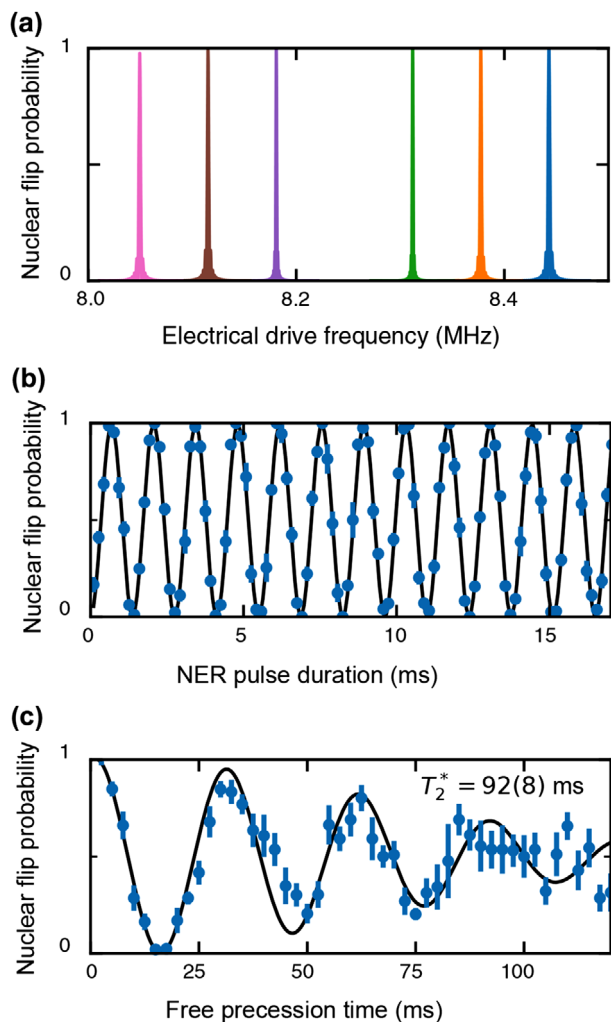 (a)
Nuclear flip probability
1
0
8.0
8.2
8.4
Electrical drive frequency (MHz)
(b)
Nuclear flip probability
1
0
0
5
10
15
NER pulse duration (ms)
(c)
Nuclear flip probability
1
T₂* = 92(8) ms
0
0
25
50
75
100
Free precession time (ms)